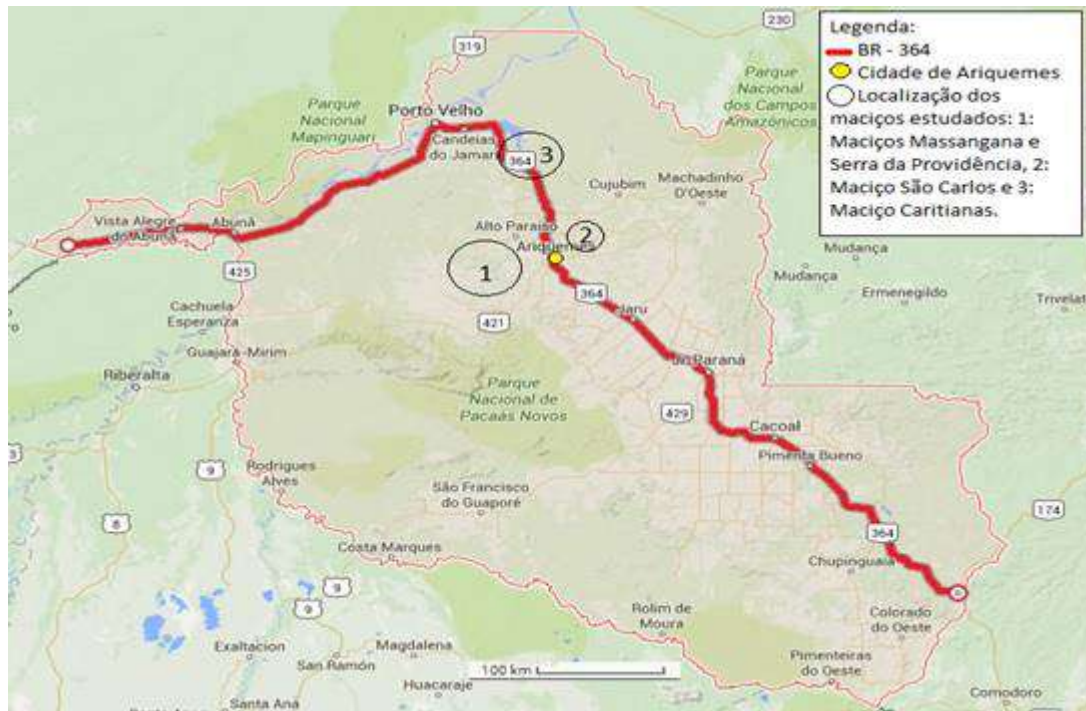 230
Legenda:
BR - 364
Cidade de Ariquemes
Localização dos
maciços estudados: 1:
Maciços Massangana e
Serra da Providência, 2:
Maciço São Carlos e 3:
Maciço Caritianas.
319
Parque
Nacional
Mapinguari
Porto Velho
Candeias
do Jamari
Parque
Nacional
dos Campos
Amazônicos
364
3
Cujubim
Machadinho
D'Oeste
Vista Alegre
do Abunã
Abunã
Alto Paraíso
Ariquemes
2
1
425
Mudança
Mudança
Ermenegildo
Cachuela
Esperanza
364
Jaru
421
Guajará-Mirim
Riberalta
Ji-Paraná
Parque
Nacional de
Pacaás Novos
429
Cacoal
Pimenta Bueno
9
Rodrigues
Alves
São Francisco
do Guaporé
8
174
364
Costa Marques
Chupinguaia
9
9
Rolim de
Moura
Colorado
do Oeste
Exaltacion
Magdalena
San Ramón
100 km
Pimenteiras
do Oeste
Huacaraje
Santa Aná
Comodoro